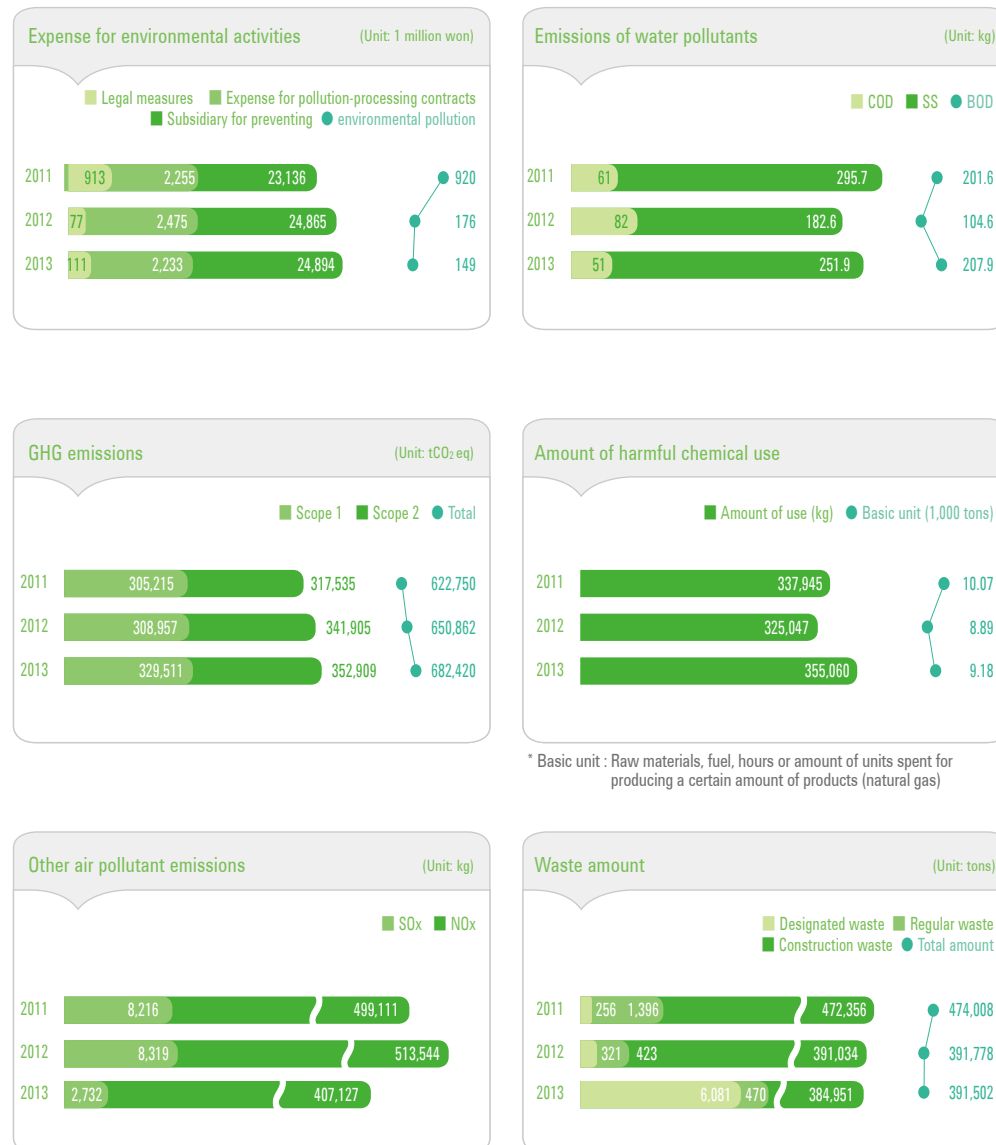 Expense for environmental activities (Unit: 1 million won)
Legal measures Expense for pollution-processing contracts
Subsidiary for preventing environmental pollution
2011 913 2,255 23,136 920
2012 77 2,475 24,865 176
2013 111 2,233 24,894 149
Emissions of water pollutants (Unit: kg)
COD SS BOD
2011 61 295.7 201.6
2012 82 182.6 104.6
2013 51 251.9 207.9
GHG emissions (Unit: tCO₂ eq)
Scope 1 Scope 2 Total
2011 305,215 317,535 622,750
2012 308,957 341,905 650,862
2013 329,511 352,909 682,420
Amount of harmful chemical use
Amount of use (kg) Basic unit (1,000 tons)
2011 337,945 10.07
2012 325,047 8.89
2013 355,060 9.18
* Basic unit : Raw materials, fuel, hours or amount of units spent for
producing a certain amount of products (natural gas)
Other air pollutant emissions (Unit: kg)
SOx NOx
2011 8,216 499,111
2012 8,319 513,544
2013 2,732 407,127
Waste amount (Unit: tons)
Designated waste Regular waste
Construction waste Total amount
2011 256 1,396 472,356 474,008
2012 321 423 391,034 391,778
2013 6,081 470 384,951 391,502